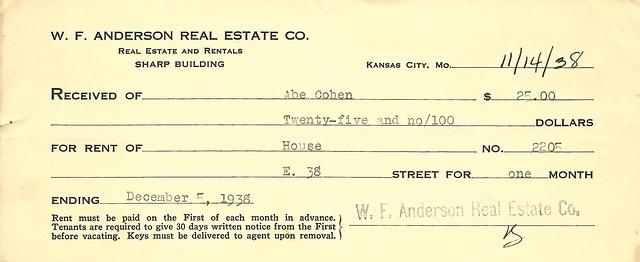 W. F. ANDERSON REAL ESTATE CO.
REAL ESTATE AND RENTALS
SHARP BUILDING
KANSAS CITY, MO. 11/14/38
RECEIVED OF Abe Cohen $ 25.00
Twenty-five and no/100 DOLLARS
FOR RENT OF House NO. 2205
E. 38 STREET FOR one MONTH
ENDING December 5, 1938
W. F. Anderson Real Estate Co.
Rent must be paid on the First of each month in advance.
Tenants are required to give 30 days written notice from the First
before vacating. Keys must be delivered to agent upon removal.